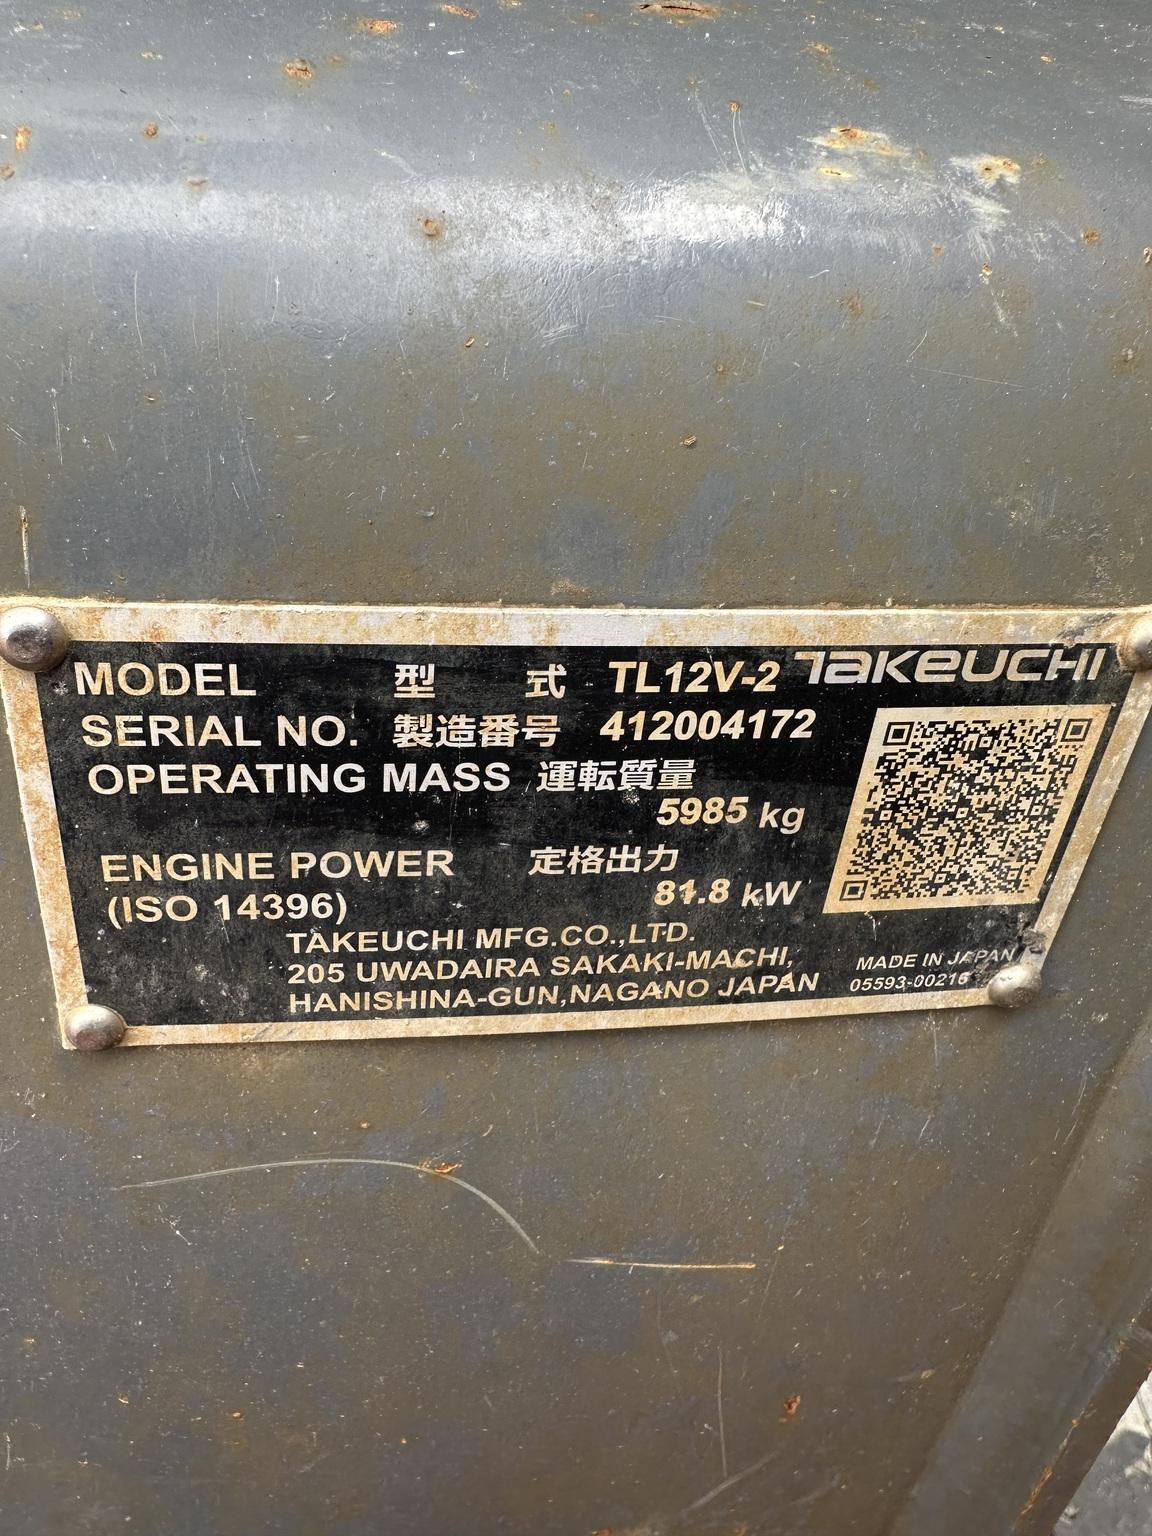 MODEL 型 式 TL12V-2 TAKEUCHI
SERIAL NO. 製造番号 412004172
OPERATING MASS 運転質量
5985 kg
ENGINE POWER 定格出力
(ISO 14396) 81.8 kW
TAKEUCHI MFG.CO.,LTD.
205 UWADAIRA SAKAKI-MACHI,
HANISHINA-GUN,NAGANO JAPAN
MADE IN JAPAN
05593-00216